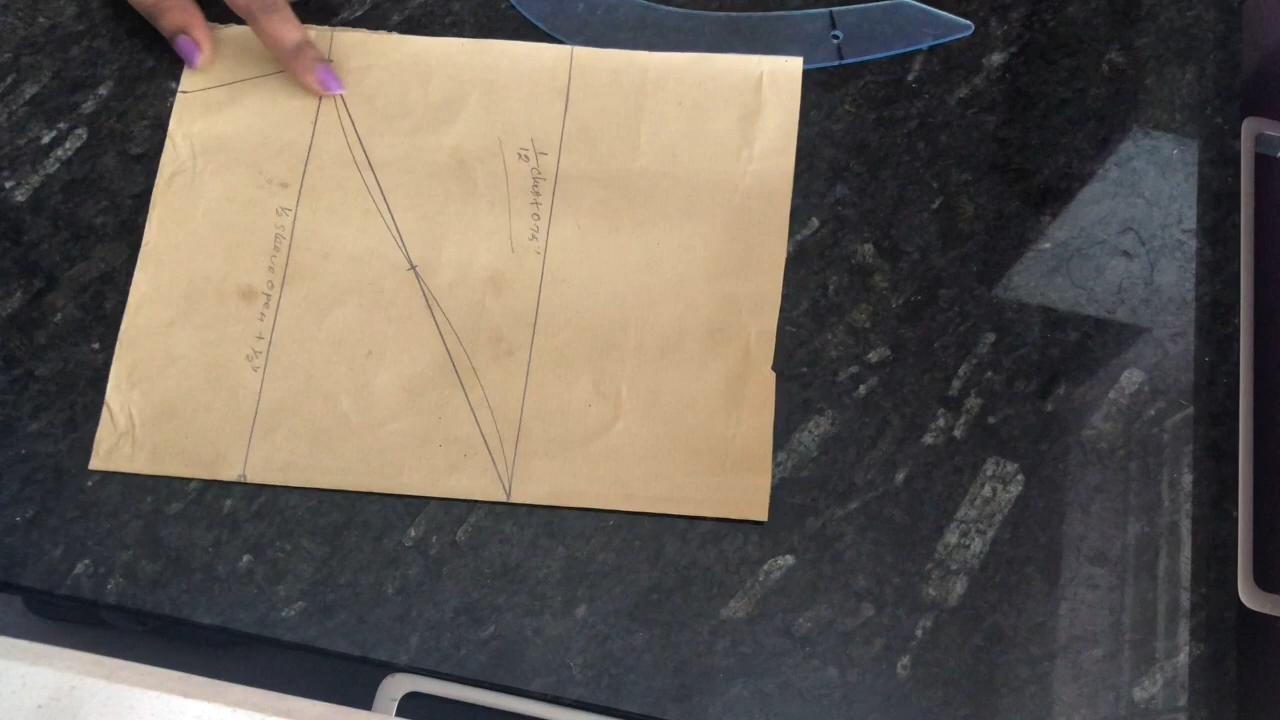 1/12 chest + 0.75"
½ sleeve open + ½"